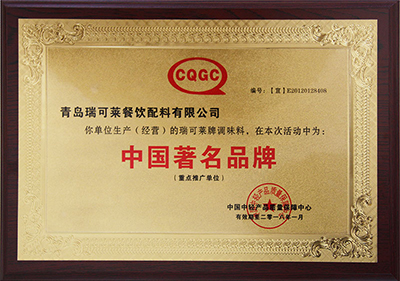 CQGC
编号:【宣】E20120128408
青岛瑞可莱餐饮配料有限公司
你单位生产(经营)的瑞可莱牌调味料,在本次活动中为:
中国著名品牌
(重点推广单位)
中国中轻产品质量保障中心
有效期至二〇一六年一月